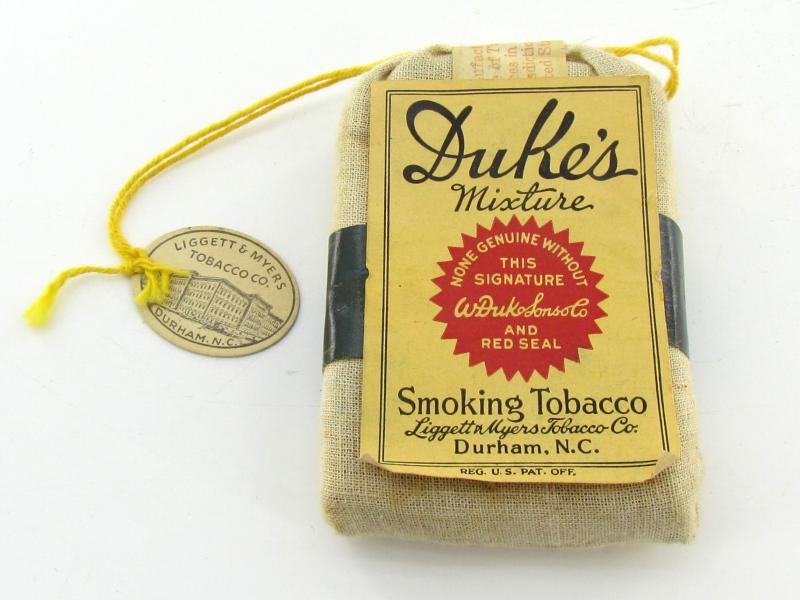 Duke's
Mixture
NONE GENUINE WITHOUT
THIS
SIGNATURE
W Duke Sons & Co
AND
RED SEAL
Smoking Tobacco
Liggett & Myers Tobacco Co.
Durham, N.C.
REG. U.S. PAT. OFF.
LIGGETT & MYERS
TOBACCO CO.
DURHAM, N.C.